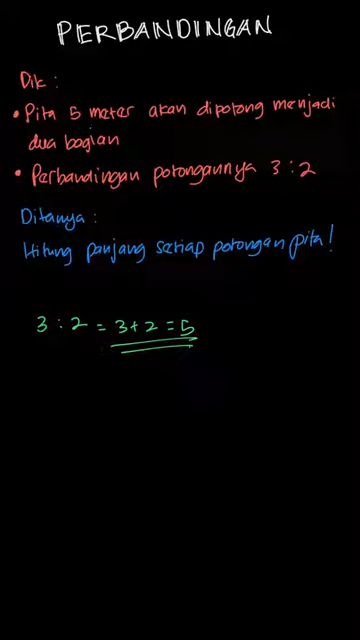 PERBANDINGAN
Dik :
• Pita 5 meter akan dipotong menjadi
dua bagian
• Perbandingan potongannya 3 : 2
Ditanya :
Hitung panjang setiap potongan pita!
3 : 2 = 3 + 2 = 5